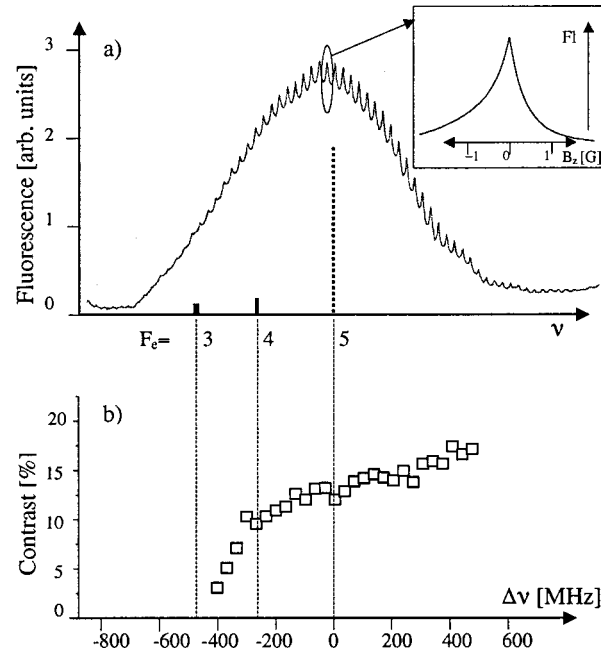 a)
Fluorescence [arb. units]
3
2
1
0
Fl
-1 0 1 B_z [G]
ν
F_e= 3 4 5
b)
Contrast [%]
20
15
10
5
0
Δν [MHz]
-800 -600 -400 -200 0 200 400 600